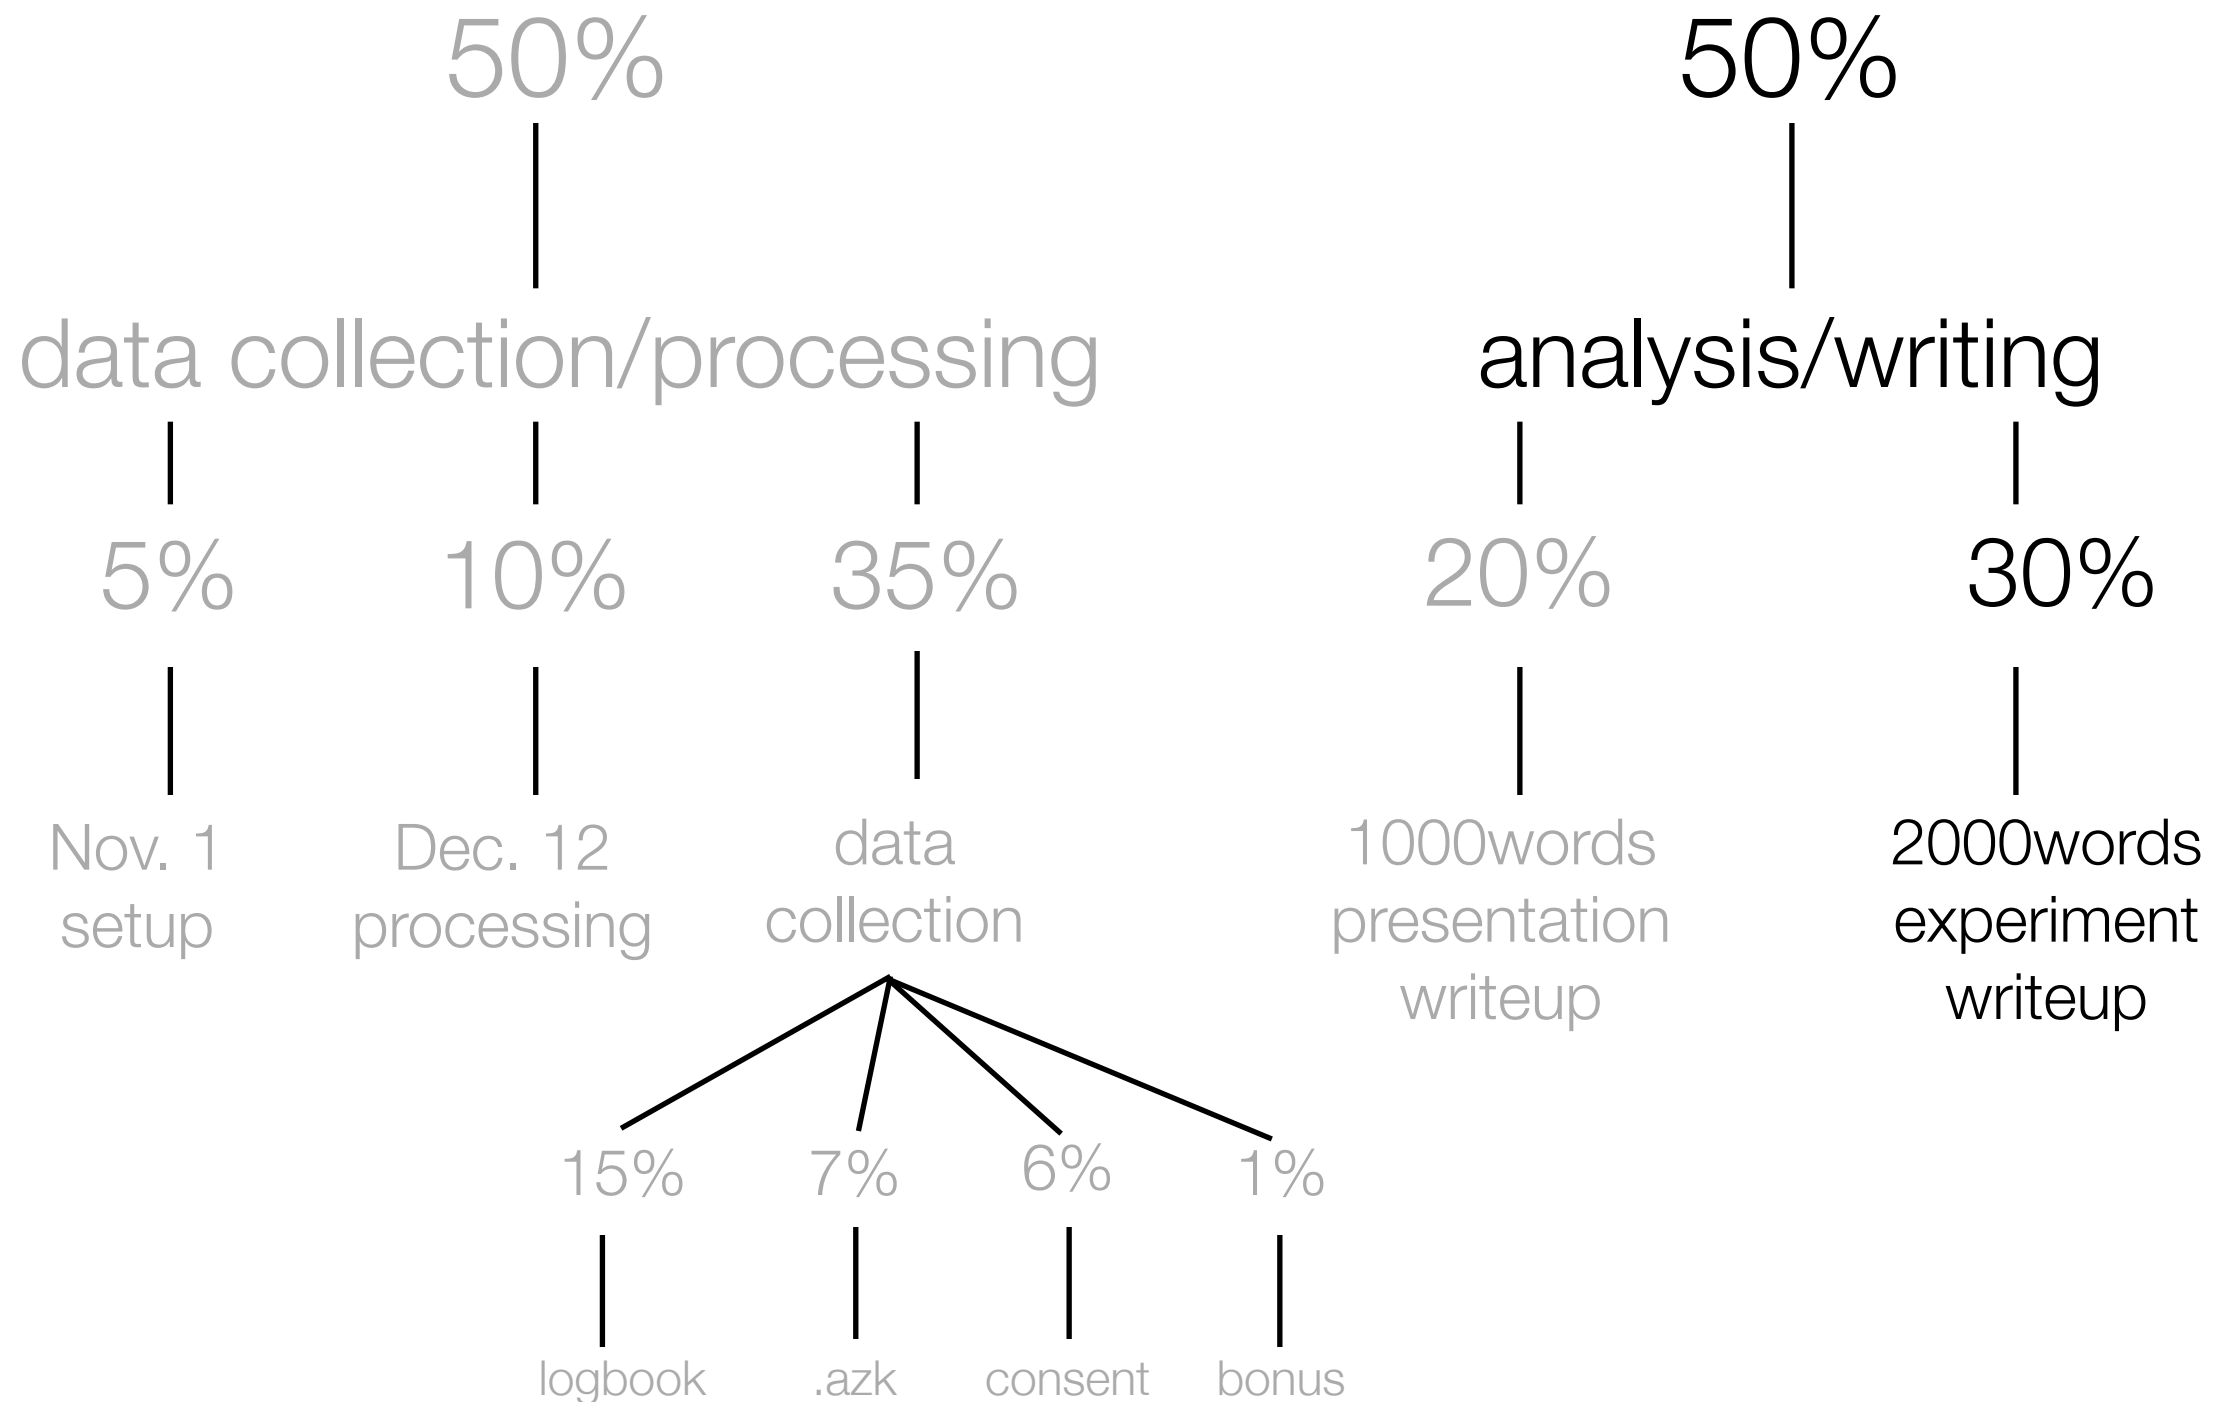 50%
50%
data collection/processing
analysis/writing
5%
10%
35%
20%
30%
Nov. 1
setup
Dec. 12
processing
data
collection
1000words
presentation
writeup
2000words
experiment
writeup
15%
7%
6%
1%
logbook
.azk
consent
bonus